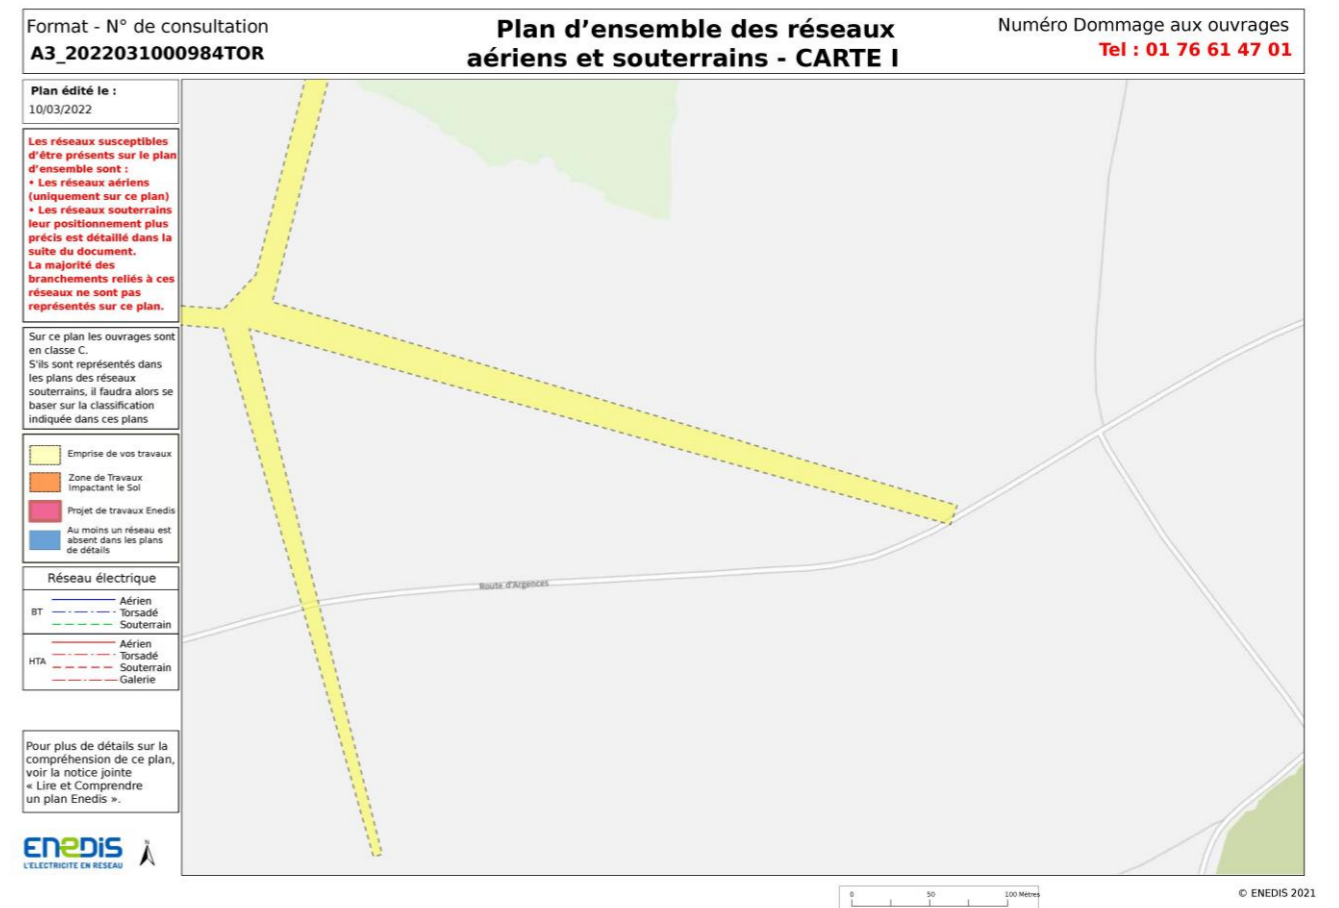 Format - N° de consultation
A3_2022031000984TOR
Plan d’ensemble des réseaux
aériens et souterrains - CARTE I
Numéro Dommage aux ouvrages
Tel : 01 76 61 47 01
Plan édité le :
10/03/2022
Les réseaux susceptibles
d’être présents sur le plan
d’ensemble sont :
• Les réseaux aériens
(uniquement sur ce plan)
• Les réseaux souterrains
leur positionnement plus
précis est détaillé dans la
suite du document.
La majorité des
branchements reliés à ces
réseaux ne sont pas
représentés sur ce plan.
Sur ce plan les ouvrages sont
en classe C.
S'ils sont représentés dans
les plans des réseaux
souterrains, il faudra alors se
baser sur la classification
indiquée dans ces plans
Emprise de vos travaux
Zone de Travaux
Impactant le Sol
Projet de travaux Enedis
Au moins un réseau est
absent dans les plans
de détails
Réseau électrique
BT
Aérien
Torsadé
Souterrain
HTA
Aérien
Torsadé
Souterrain
Galerie
Pour plus de détails sur la
compréhension de ce plan,
voir la notice jointe
« Lire et Comprendre
un plan Enedis ».
ENEDIS
L'ELECTRICITE EN RESEAU
N
Route d'Argences
0 50 100 Mètres
© ENEDIS 2021